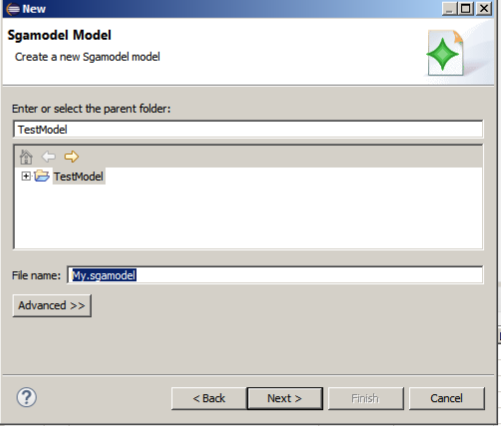 New
Sgamodel Model
Create a new Sgamodel model
Enter or select the parent folder:
TestModel
TestModel
File name: My.sgamodel
Advanced >>
< Back Next > Finish Cancel